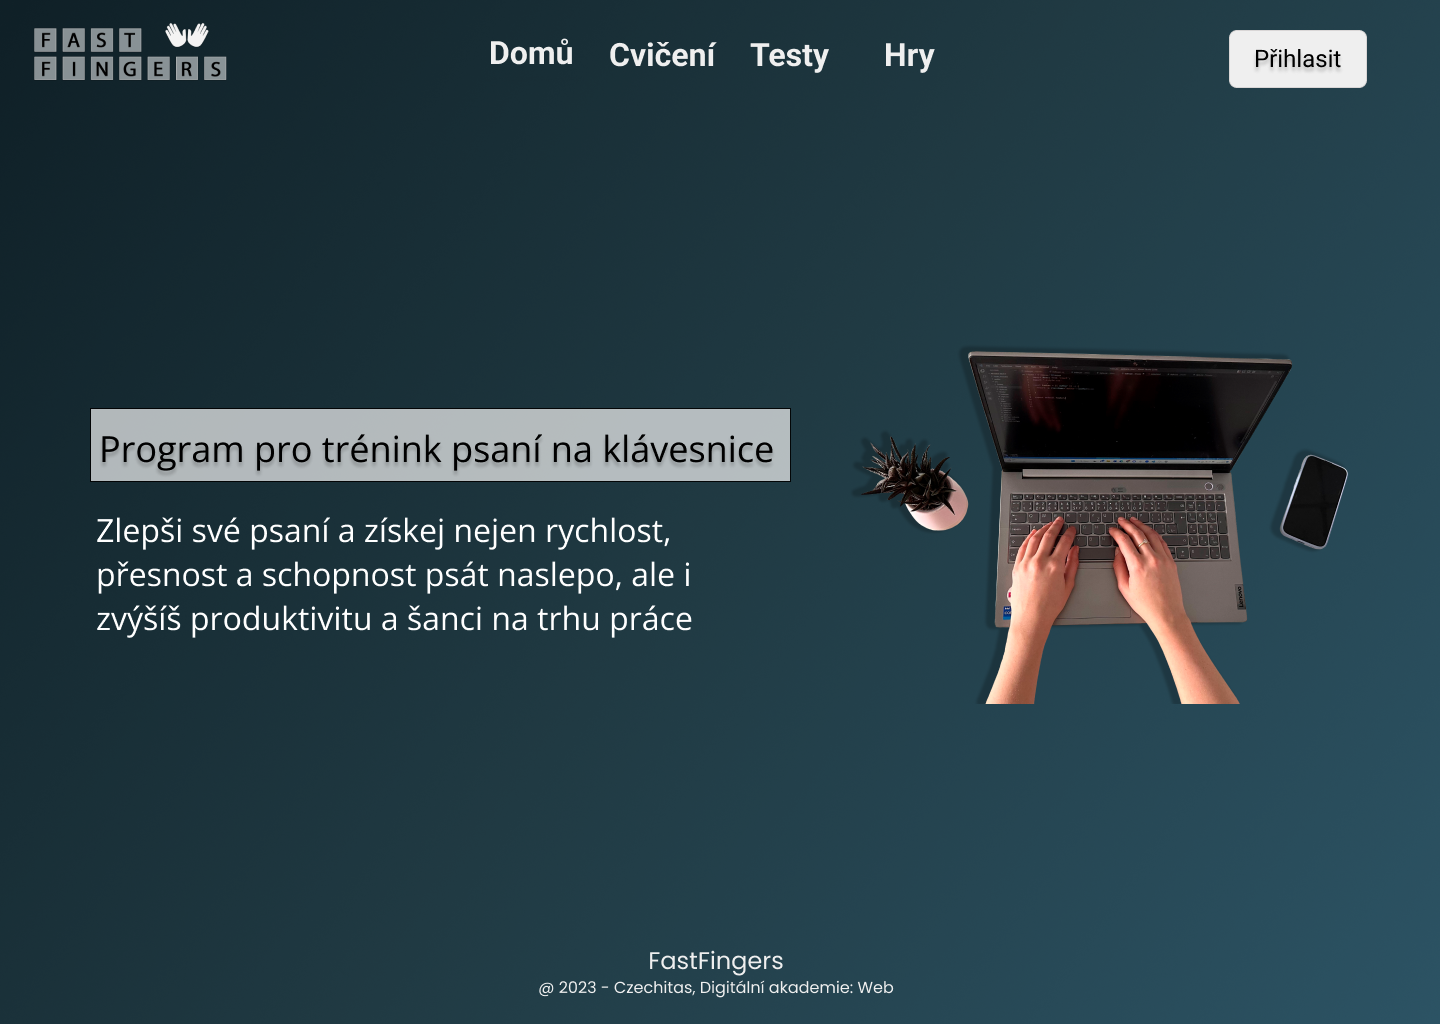 FAST
FINGERS
Domů Cvičení Testy Hry
Přihlasit
Program pro trénink psaní na klávesnice
Zlepši své psaní a získej nejen rychlost,
přesnost a schopnost psát naslepo, ale i
zvýšíš produktivitu a šanci na trhu práce
Lenovo
FastFingers
@ 2023 - Czechitas, Digitální akademie: Web